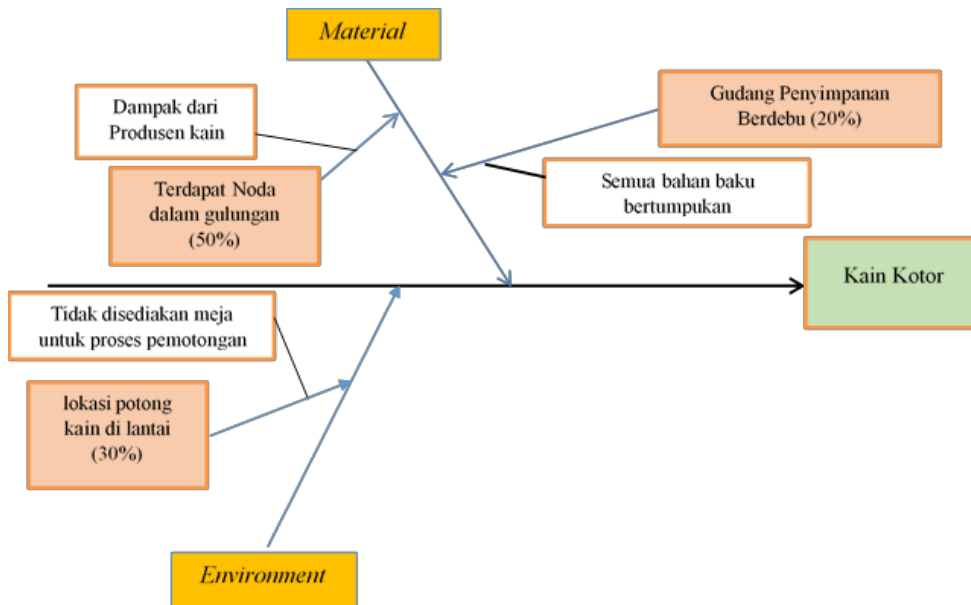 Material
Dampak dari
Produsen kain
Gudang Penyimpanan
Berdebu (20%)
Terdapat Noda
dalam gulungan
(50%)
Semua bahan baku
bertumpukan
Kain Kotor
Tidak disediakan meja
untuk proses pemotongan
lokasi potong
kain di lantai
(30%)
Environment